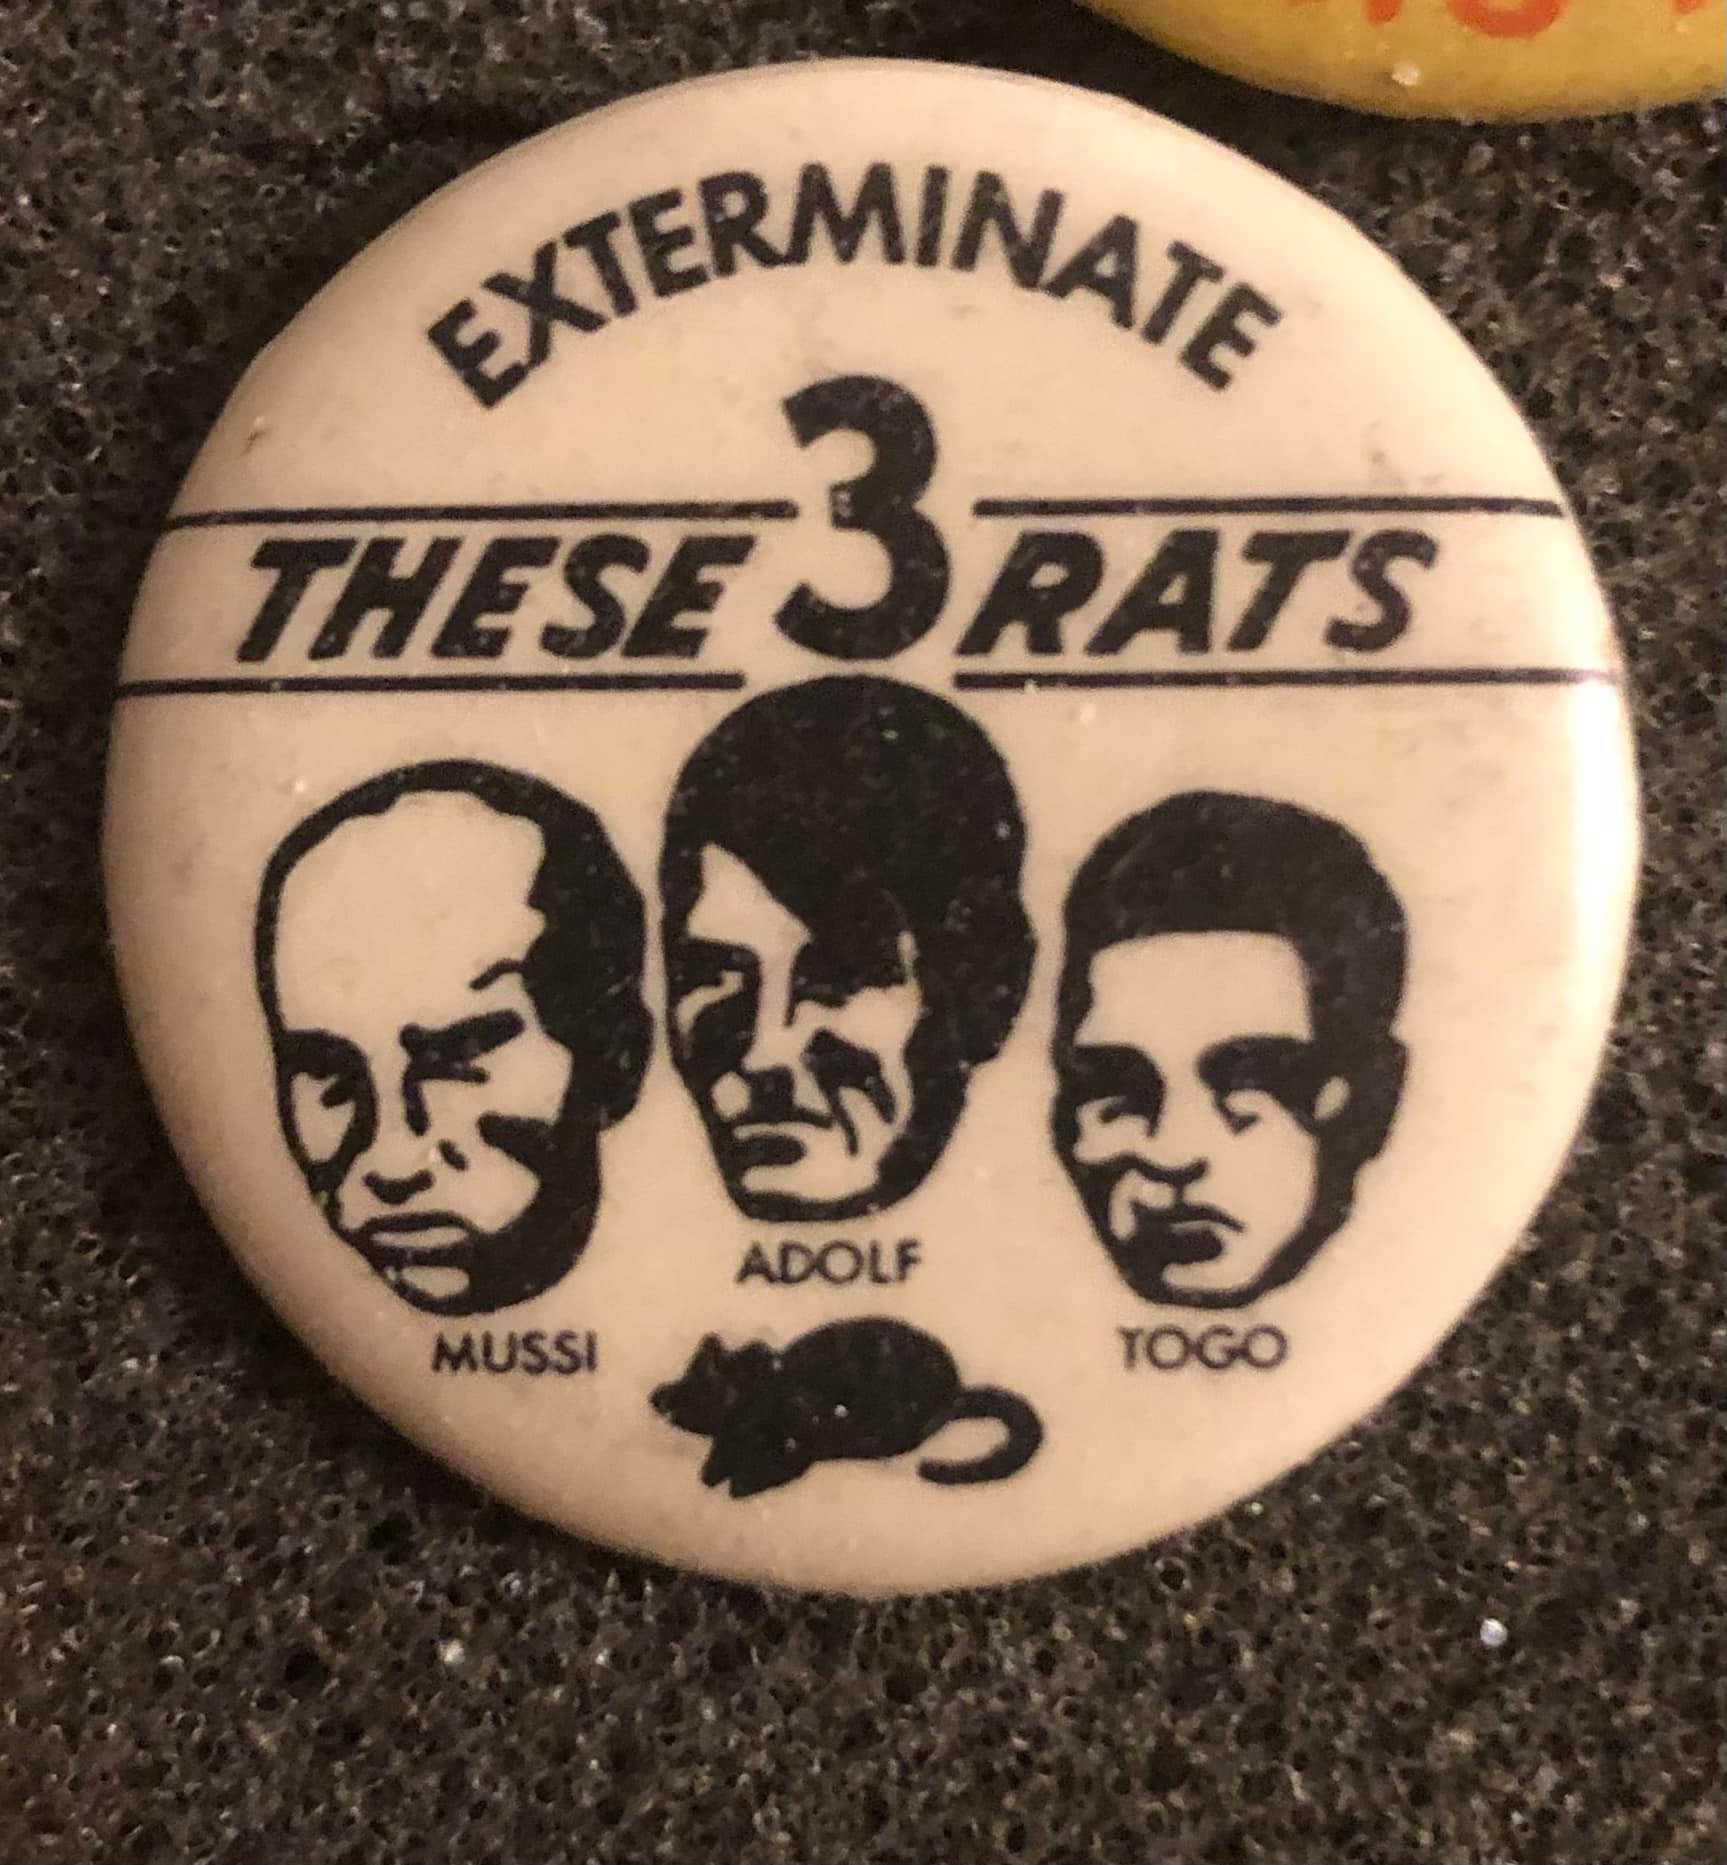 EXTERMINATE
THESE 3 RATS
ADOLF
MUSSI
TOGO